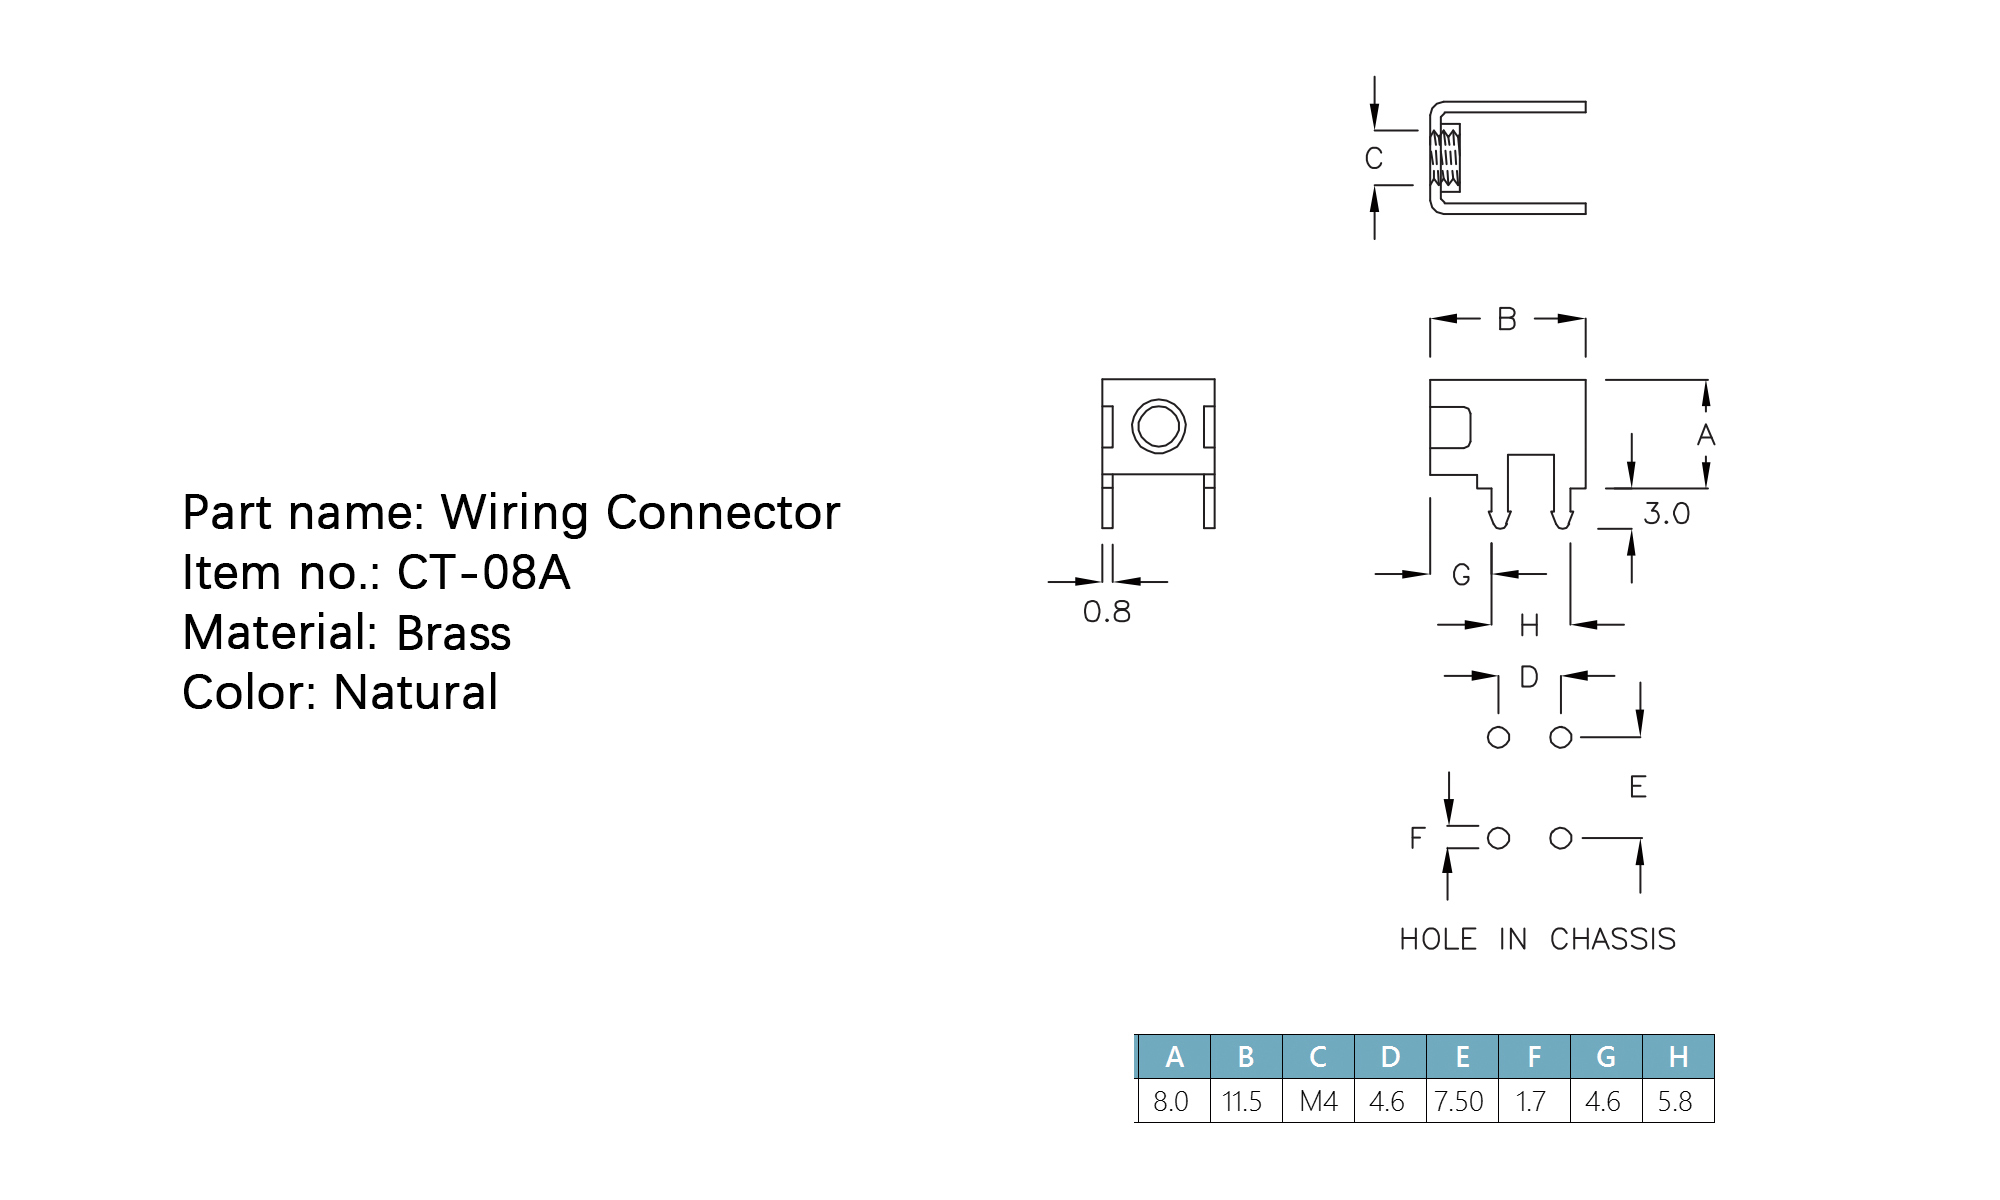 C
B
A
3.0
G
0.8
H
D
Part name: Wiring Connector
Item no.: CT-08A
Material: Brass
Color: Natural
E
F
HOLE IN CHASSIS
A B C D E F G H
8.0 11.5 M4 4.6 7.50 1.7 4.6 5.8